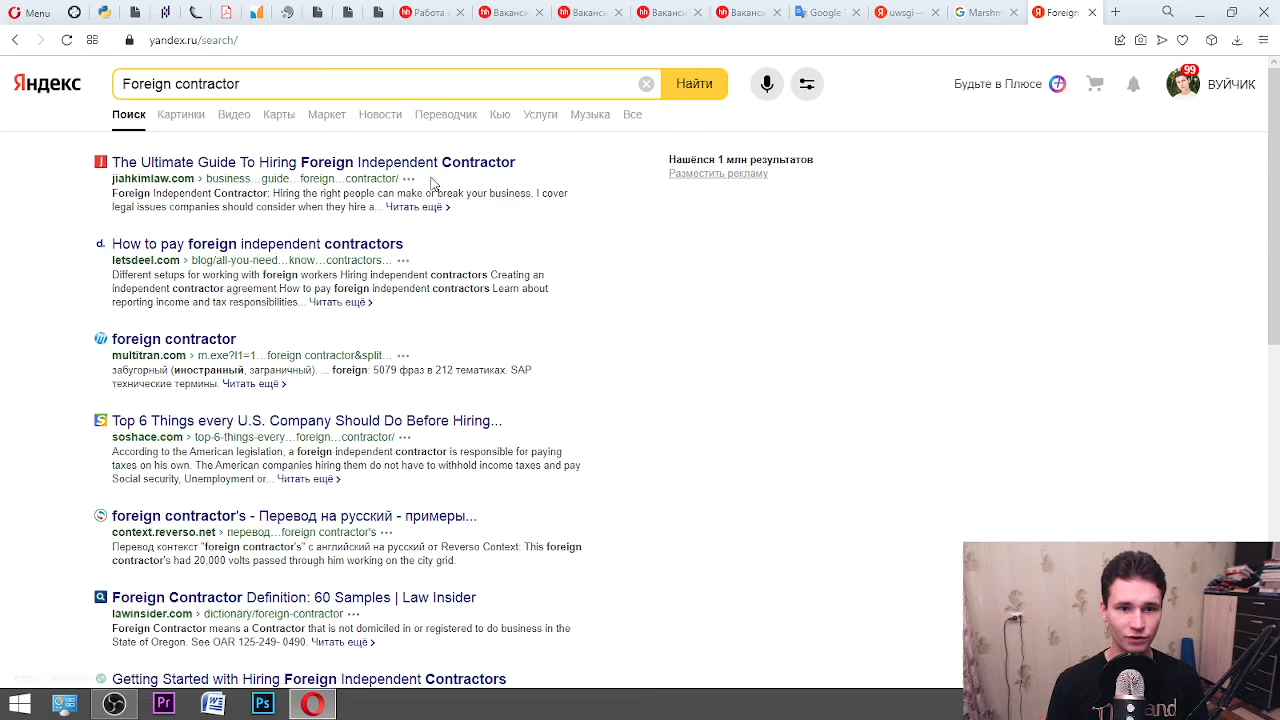 Menu
Работа
Ваканси
Ваканси
Ваканси
Ваканси
Google
uwsgi —
Marshm
Foreign
yandex.ru/search/
Яндекс
Foreign contractor
Найти
Будьте в Плюсе
99
ВУЙЧИК
Поиск Картинки Видео Карты Маркет Новости Переводчик Кью Услуги Музыка Все
The Ultimate Guide To Hiring Foreign Independent Contractor
jiahkimlaw.com › business…guide…foreign…contractor/
Foreign Independent Contractor: Hiring the right people can make or break your business. I cover
legal issues companies should consider when they hire a... Читать ещё ›
Нашёлся 1 млн результатов
Разместить рекламу
How to pay foreign independent contractors
letsdeel.com › blog/all-you-need…know…contractors…
Different setups for working with foreign workers Hiring independent contractors Creating an
independent contractor agreement How to pay foreign independent contractors Learn about
reporting income and tax responsibilities... Читать ещё ›
foreign contractor
multitran.com › m.exe?l1=1…foreign contractor&split…
забугорный (иностранный, заграничный). ... foreign: 5079 фраз в 212 тематиках. SAP
технические термины. Читать ещё ›
Top 6 Things every U.S. Company Should Do Before Hiring...
soshace.com › top-6-things-every…foreign…contractor/
According to the American legislation, a foreign independent contractor is responsible for paying
taxes on his own. The American companies hiring them do not have to withhold income taxes and pay
Social security, Unemployment or... Читать ещё ›
foreign contractor's - Перевод на русский - примеры...
context.reverso.net › перевод…foreign contractor's
Перевод контекст "foreign contractor's" c английский на русский от Reverso Context: This foreign
contractor's had 20,000 volts passed through him working on the city grid.
Foreign Contractor Definition: 60 Samples | Law Insider
lawinsider.com › dictionary/foreign-contractor
Foreign Contractor means a Contractor that is not domiciled in or registered to do business in the
State of Oregon. See OAR 125-249- 0490. Читать ещё ›
Getting Started with Hiring Foreign Independent Contractors